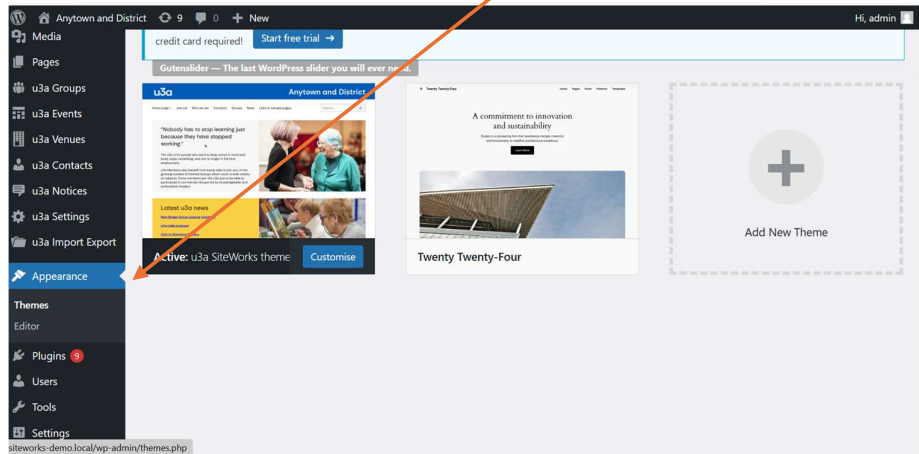 Anytown and District 9 0 New Hi, admin
Media
Pages
u3a Groups
u3a Events
u3a Venues
u3a Contacts
u3a Notices
u3a Settings
u3a Import Export
Appearance
Themes
Editor
Plugins 9
Users
Tools
Settings
siteworks-demo.local/wp-admin/themes.php
credit card required! Start free trial →
Gutenslider — The last WordPress slider you will ever need.
u3a Anytown and District
"Nobody has to stop learning just
because they have stopped
working."
Latest u3a news
Active: u3a SiteWorks theme Customise
Twenty Twenty-Four
A commitment to innovation
and sustainability
Twenty Twenty-Four
Add New Theme